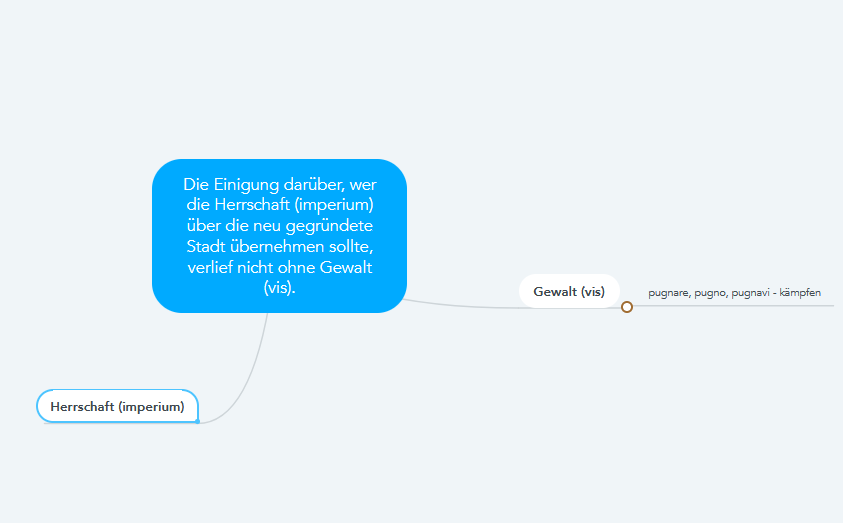 Die Einigung darüber, wer
die Herrschaft (imperium)
über die neu gegründete
Stadt übernehmen sollte,
verlief nicht ohne Gewalt
(vis).
Gewalt (vis)
pugnare, pugno, pugnavi - kämpfen
Herrschaft (imperium)